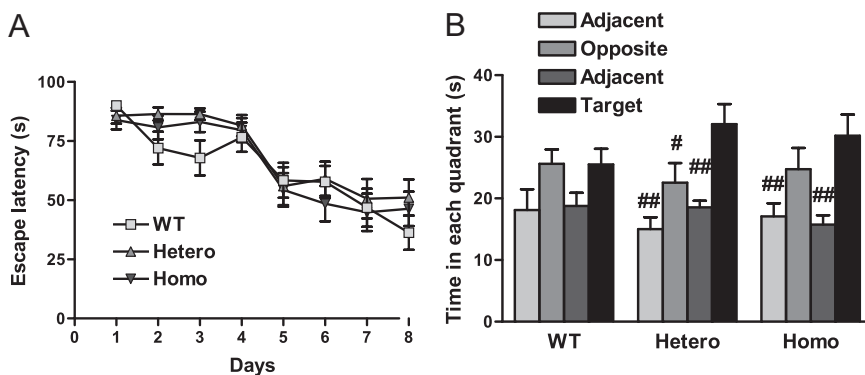 A
Escape latency (s)
100
75
50
25
0
WT
Hetero
Homo
0 1 2 3 4 5 6 7 8
Days
B
Adjacent
Opposite
Adjacent
Target
Time in each quadrant (s)
40
30
20
10
0
##
#
##
##
##
WT Hetero Homo